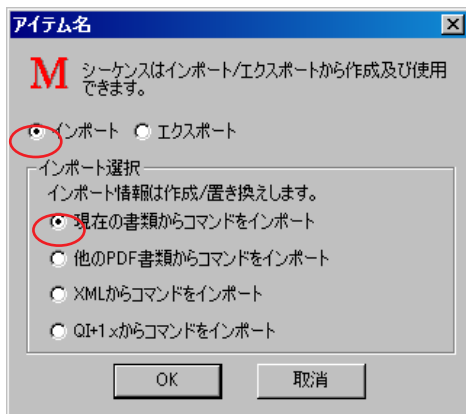 アイテム名
M シーケンスはインポート/エクスポートから作成及び使用
できます。
インポート エクスポート
インポート選択
インポート情報は作成/置き換えします。
現在の書類からコマンドをインポート
他のPDF書類からコマンドをインポート
XMLからコマンドをインポート
QI+1.xからコマンドをインポート
OK 取消